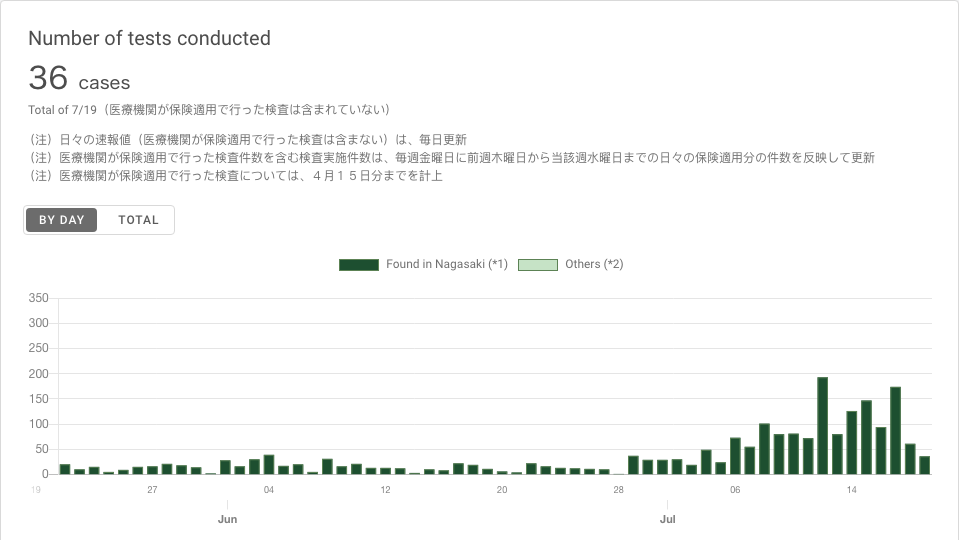 Number of tests conducted
36 cases
Total of 7/19（医療機関が保険適用で行った検査は含まれていない）
（注）日々の速報値（医療機関が保険適用で行った検査は含まない）は、毎日更新
（注）医療機関が保険適用で行った検査件数を含む検査実施件数は、毎週金曜日に前週木曜日から当該週水曜日までの日々の保険適用分の件数を反映して更新
（注）医療機関が保険適用で行った検査については、４月１５日分までを計上
BY DAY TOTAL
Found in Nagasaki (*1) Others (*2)
350
300
250
200
150
100
50
0
19 27 04 12 20 28 06 14
Jun Jul